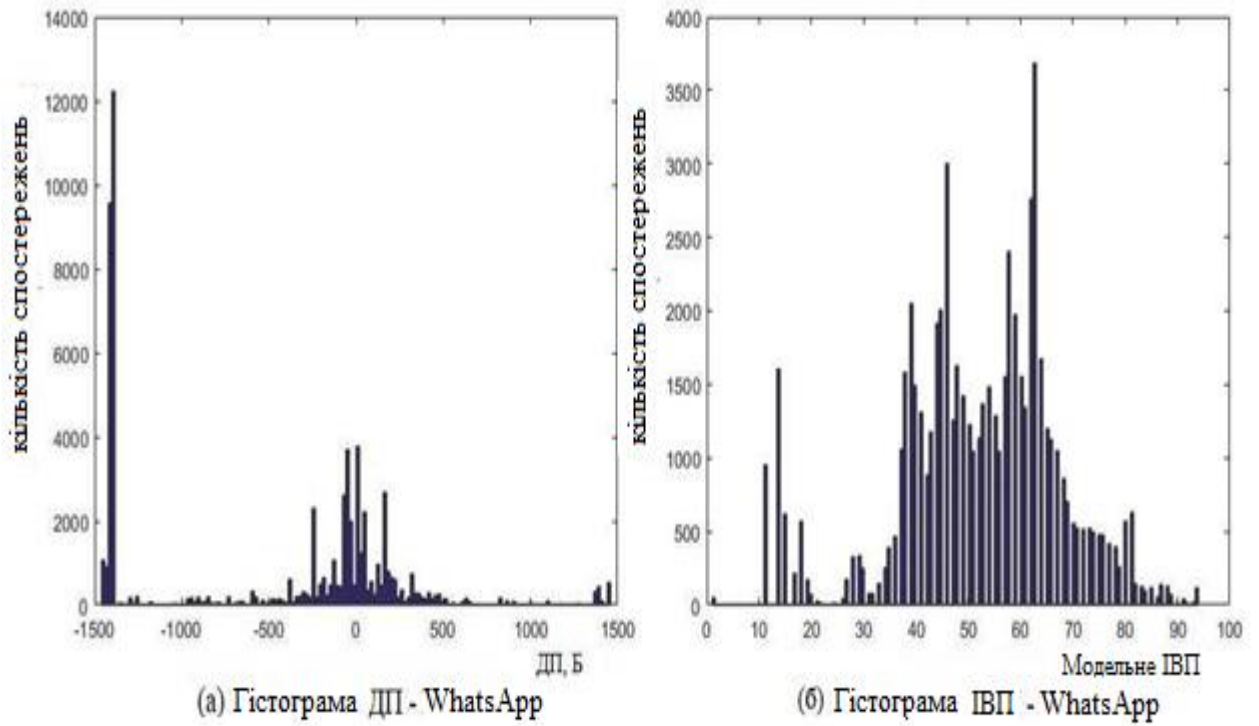 14000
12000
10000
8000
6000
4000
2000
0
кількість спостережень
-1500 -1000 -500 0 500 1000 1500
ДП, Б
(а) Гістограма ДП - WhatsApp
4000
3500
3000
2500
2000
1500
1000
500
0
кількість спостережень
0 10 20 30 40 50 60 70 80 90 100
Модельне ІВП
(б) Гістограма ІВП - WhatsApp